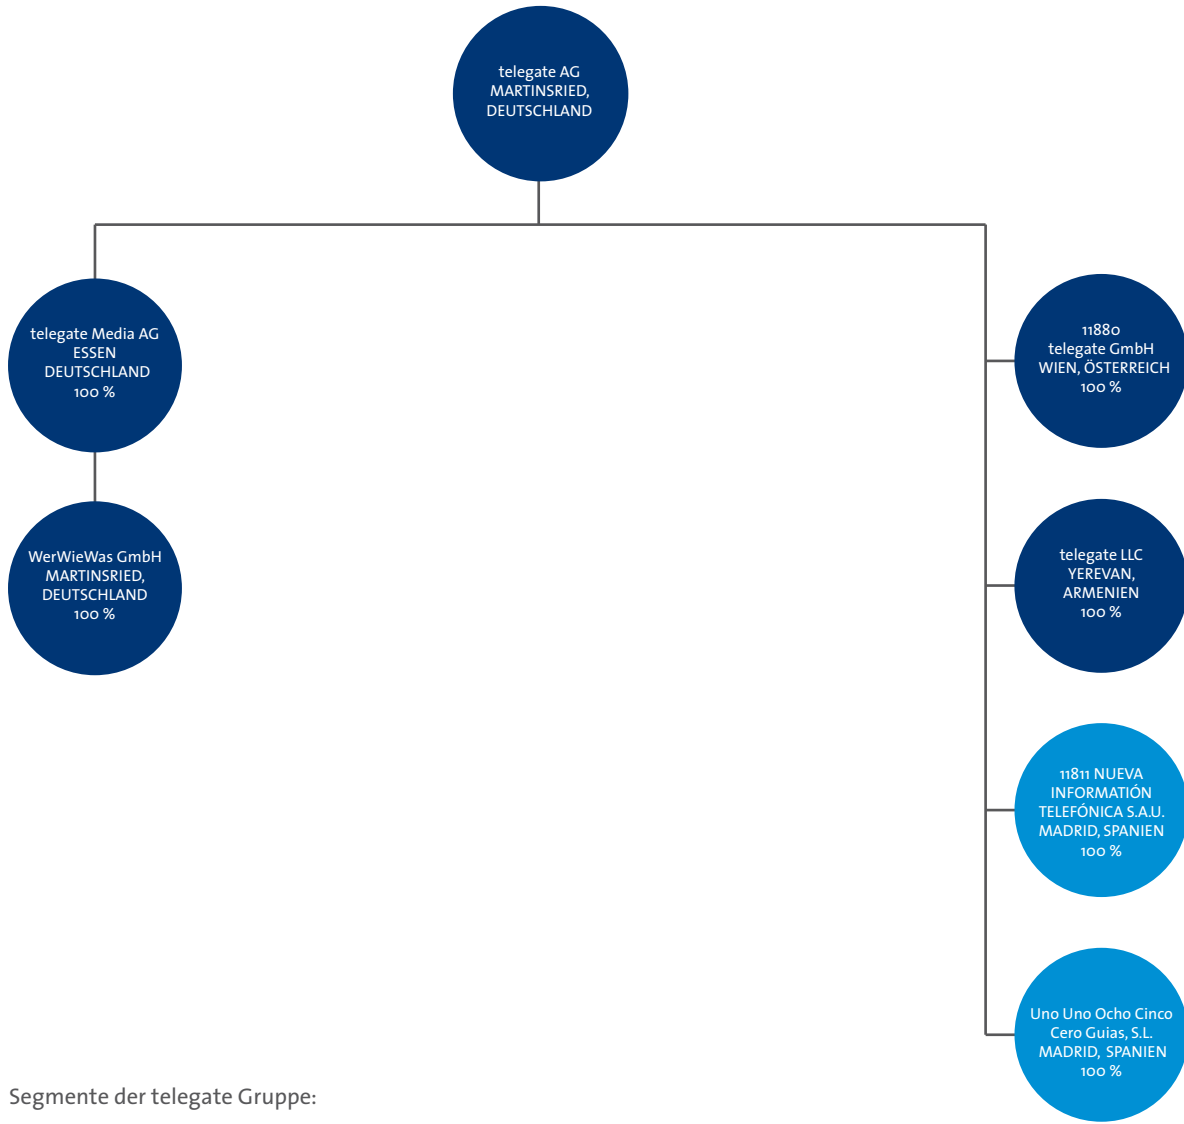 telegate AG
MARTINSRIED,
DEUTSCHLAND
telegate Media AG
ESSEN
DEUTSCHLAND
100 %
WerWieWas GmbH
MARTINSRIED,
DEUTSCHLAND
100 %
11880
telegate GmbH
WIEN, ÖSTERREICH
100 %
telegate LLC
YEREVAN,
ARMENIEN
100 %
11811 NUEVA
INFORMATIÓN
TELEFÓNICA S.A.U.
MADRID, SPANIEN
100 %
Uno Uno Ocho Cinco
Cero Guias, S.L.
MADRID, SPANIEN
100 %
Segmente der telegate Gruppe: